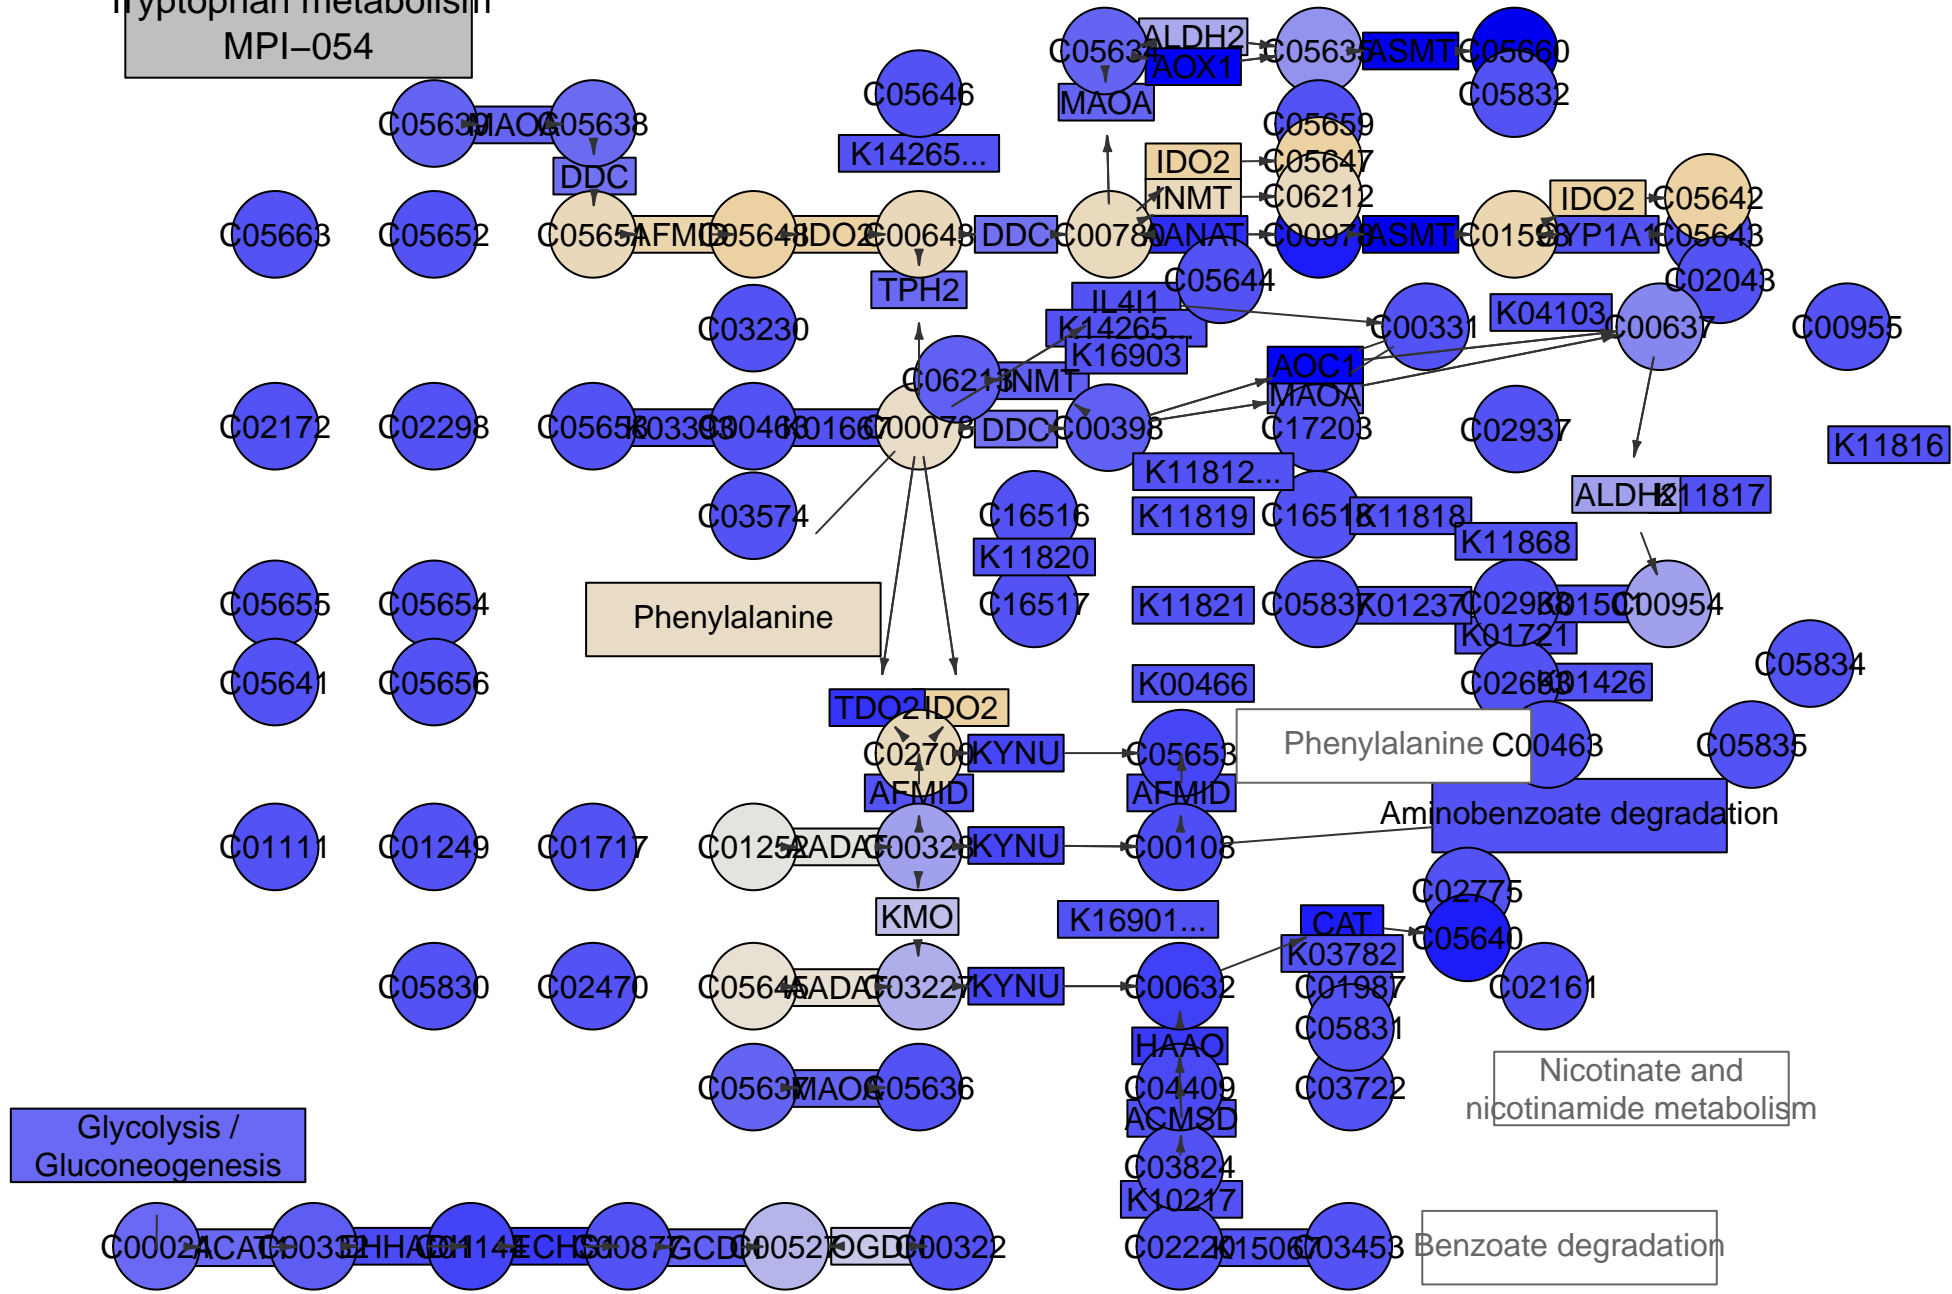 Tryptophan metabolism
MPI−054
C05634
ALDH2
AOX1
C05635
ASMT
C05660
C05832
MAOA
C05646
K14265...
C05639
MAOA
C05638
DDC
C05659
IDO2
C05647
INMT
C06212
IDO2
C05642
C05663
C05652
AFMID
C05648
IDO2
C00643
DDC
C00780
AANAT
C00978
ASMT
C01598
CYP1A1
C05643
C05644
C02043
TPH2
IL4I1
K14265...
K16903
C03230
C00331
K04103
C00637
C00955
AOC1
MAOA
C06213
INMT
C02172
C02298
K03393
C00463
K01667
C00078
DDC
C00398
C17203
C02937
K11816
K11812...
C03574
C16516
K11819
C16518
K11818
ALDH2
K11817
K11868
K11820
C05655
C05654
Phenylalanine
C16517
K11821
C05837
K01237
C02938
K01501
C00954
K01721
C05641
C05656
K00466
C02693
K01426
C05834
TDO2
IDO2
C02700
KYNU
C05653
Phenylalanine
C00463
C05835
AFMID
AFMID
Aminobenzoate degradation
C01111
C01249
C01717
C01252
AADAT
C00328
KYNU
C00108
C02775
KMO
K16901...
CAT
C05640
K03782
C05830
C02470
C05645
AADAT
C03227
KYNU
C00632
C01987
C02161
C05831
HAAO
C05637
MAOA
C05636
C04409
C03722
Nicotinate and
nicotinamide metabolism
ACMSD
Glycolysis /
Gluconeogenesis
C03824
K10217
C00024
ACAT1
C00332
EHHADH
C01144
ECHS1
C00877
GCDH
C00527
OGDH
C00322
C02220
K15067
C03453
Benzoate degradation